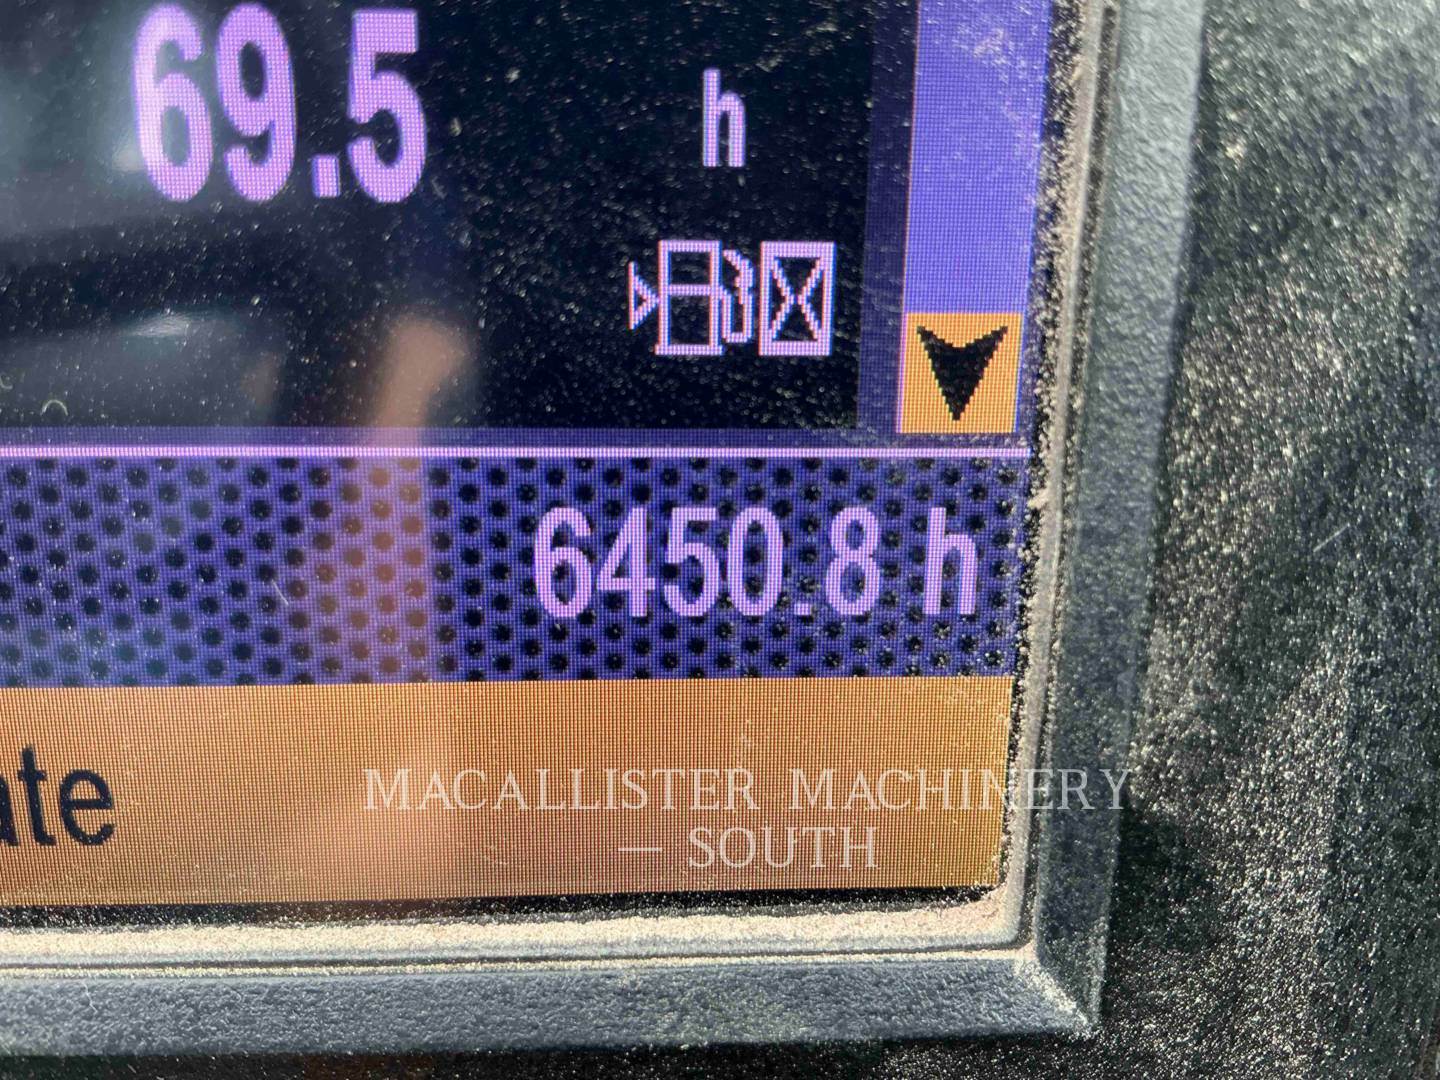 69.5 h
6450.8 h
ate
MACALLISTER MACHINERY
— SOUTH